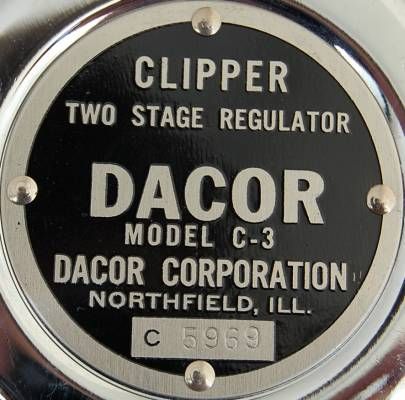 CLIPPER
TWO STAGE REGULATOR
DACOR
MODEL C-3
DACOR CORPORATION
NORTHFIELD, ILL.
C 5969